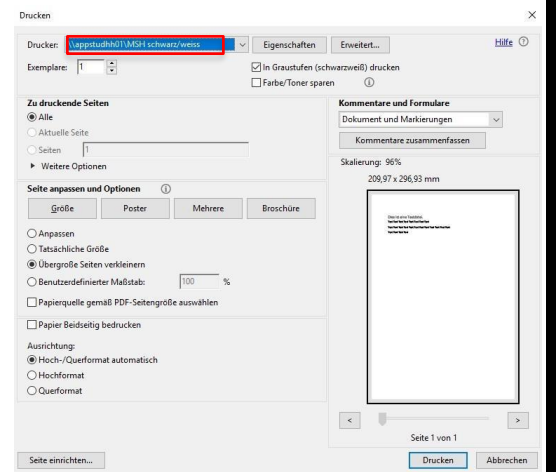 Drucken
Drucker: \\appstudhh01\MSH schwarz/weiss Eigenschaften Erweitert... Hilfe
Exemplare: 1 In Graustufen (schwarzweiß) drucken
Farbe/Toner sparen
Zu druckende Seiten
Alle
Aktuelle Seite
Seiten 1
Weitere Optionen
Seite anpassen und Optionen
Größe Poster Mehrere Broschüre
Anpassen
Tatsächliche Größe
Übergroße Seiten verkleinern
Benutzerdefinierter Maßstab: 100 %
Papierquelle gemäß PDF-Seitengröße auswählen
Papier Beidseitig bedrucken
Ausrichtung:
Hoch-/Querformat automatisch
Hochformat
Querformat
Kommentare und Formulare
Dokument und Markierungen
Kommentare zusammenfassen
Skalierung: 96%
209,97 x 296,93 mm
< >
Seite 1 von 1
Seite einrichten... Drucken Abbrechen